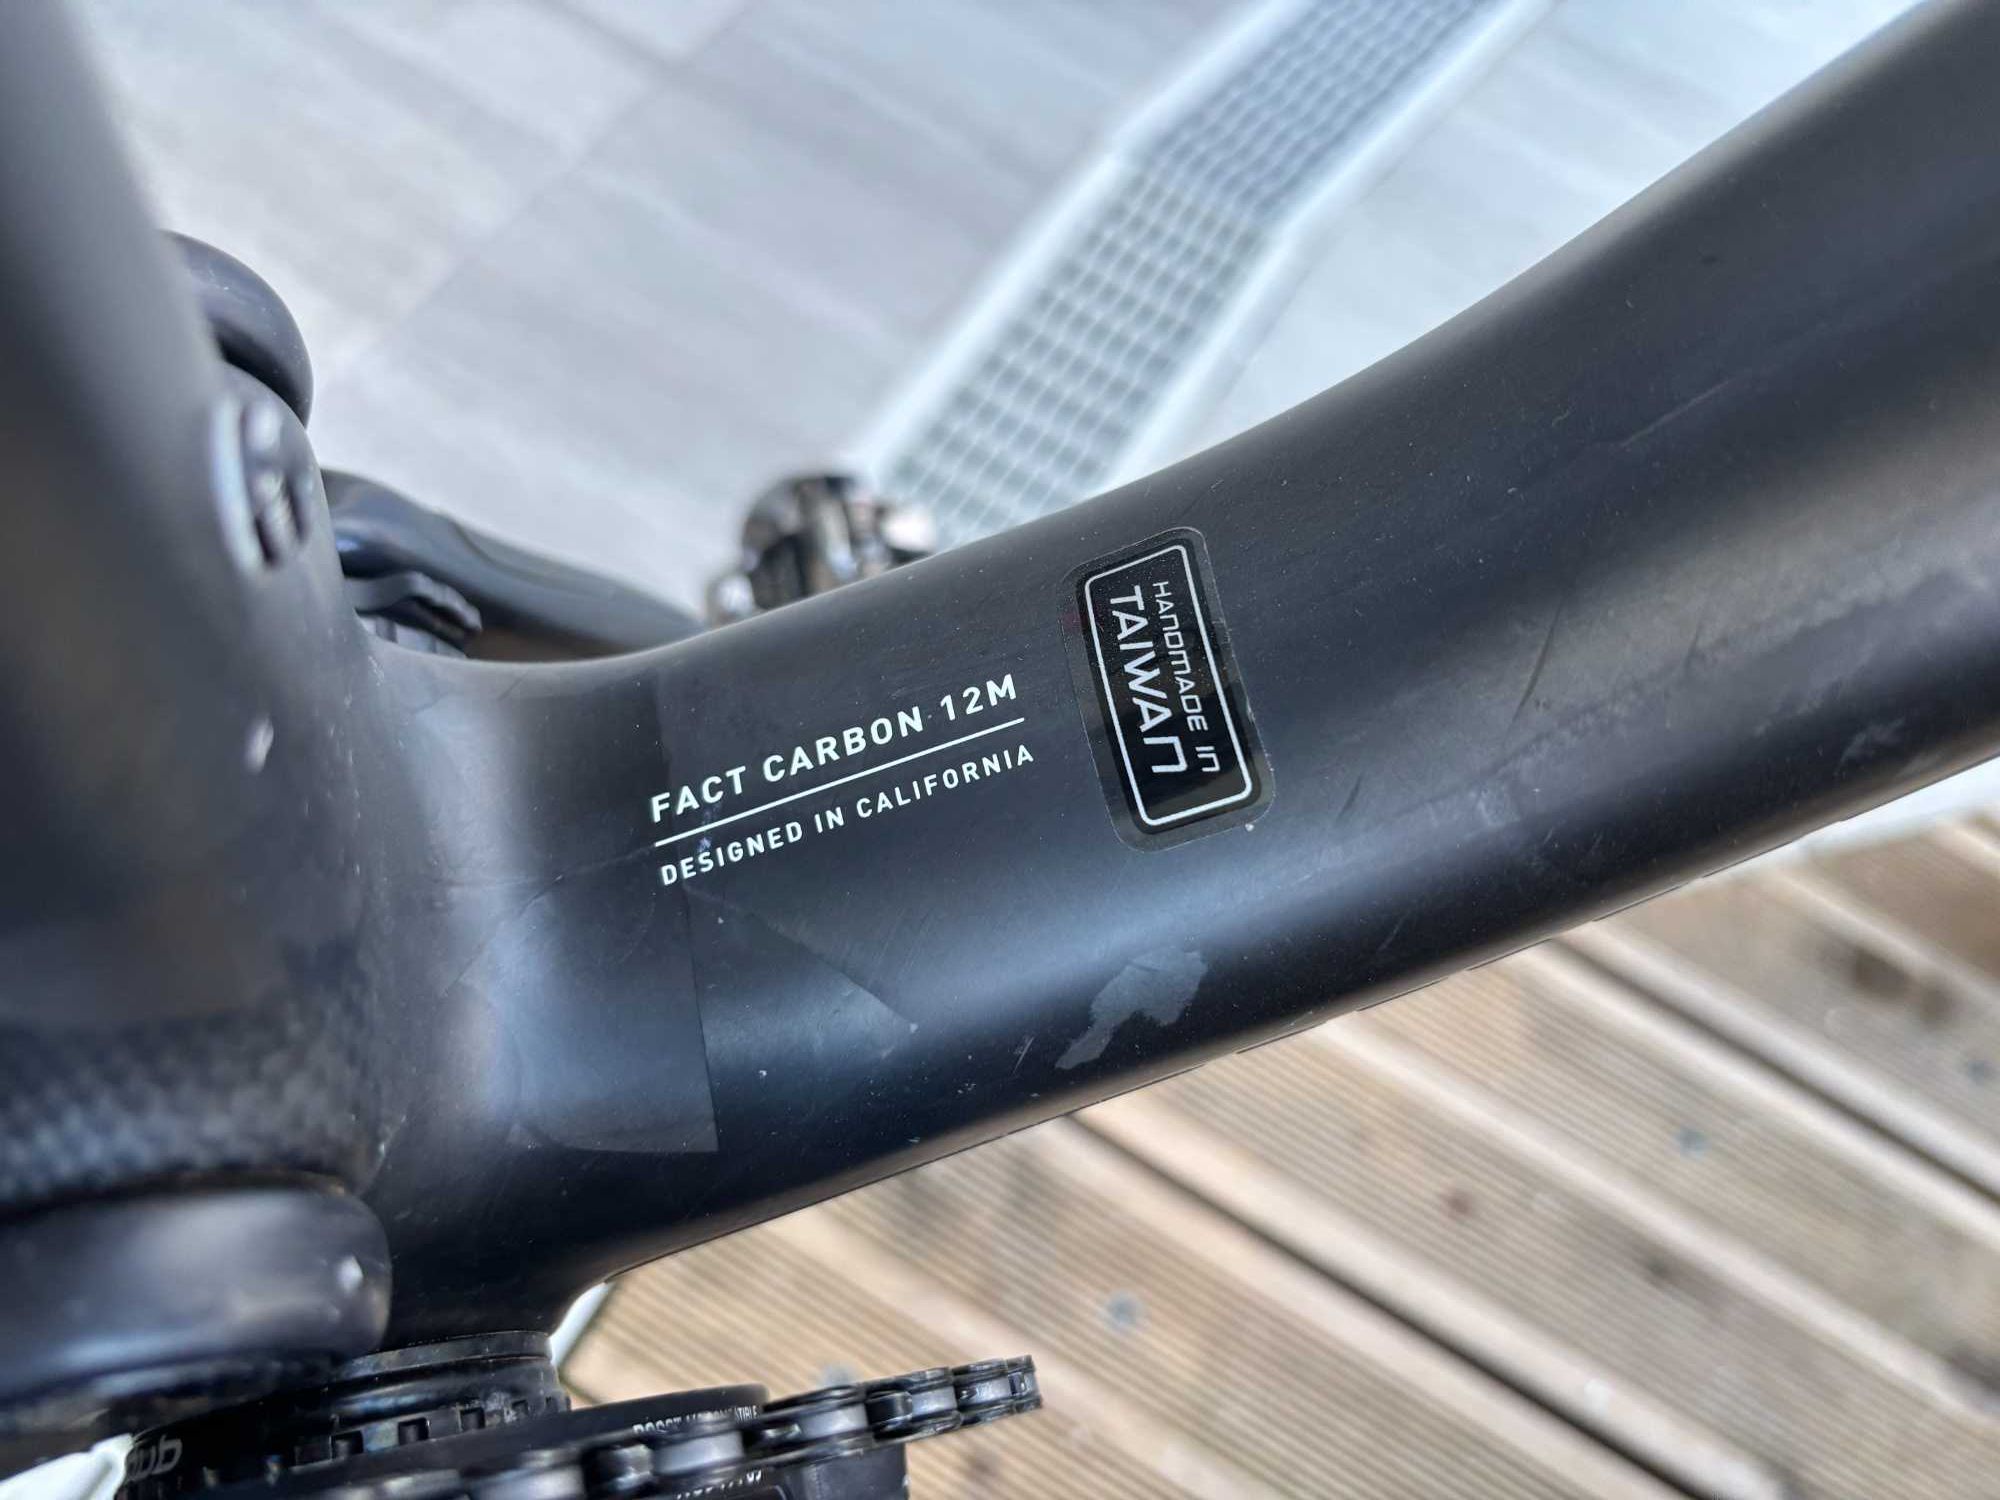 FACT CARBON 12M
DESIGNED IN CALIFORNIA
HANDMADE IN
TAIWAN